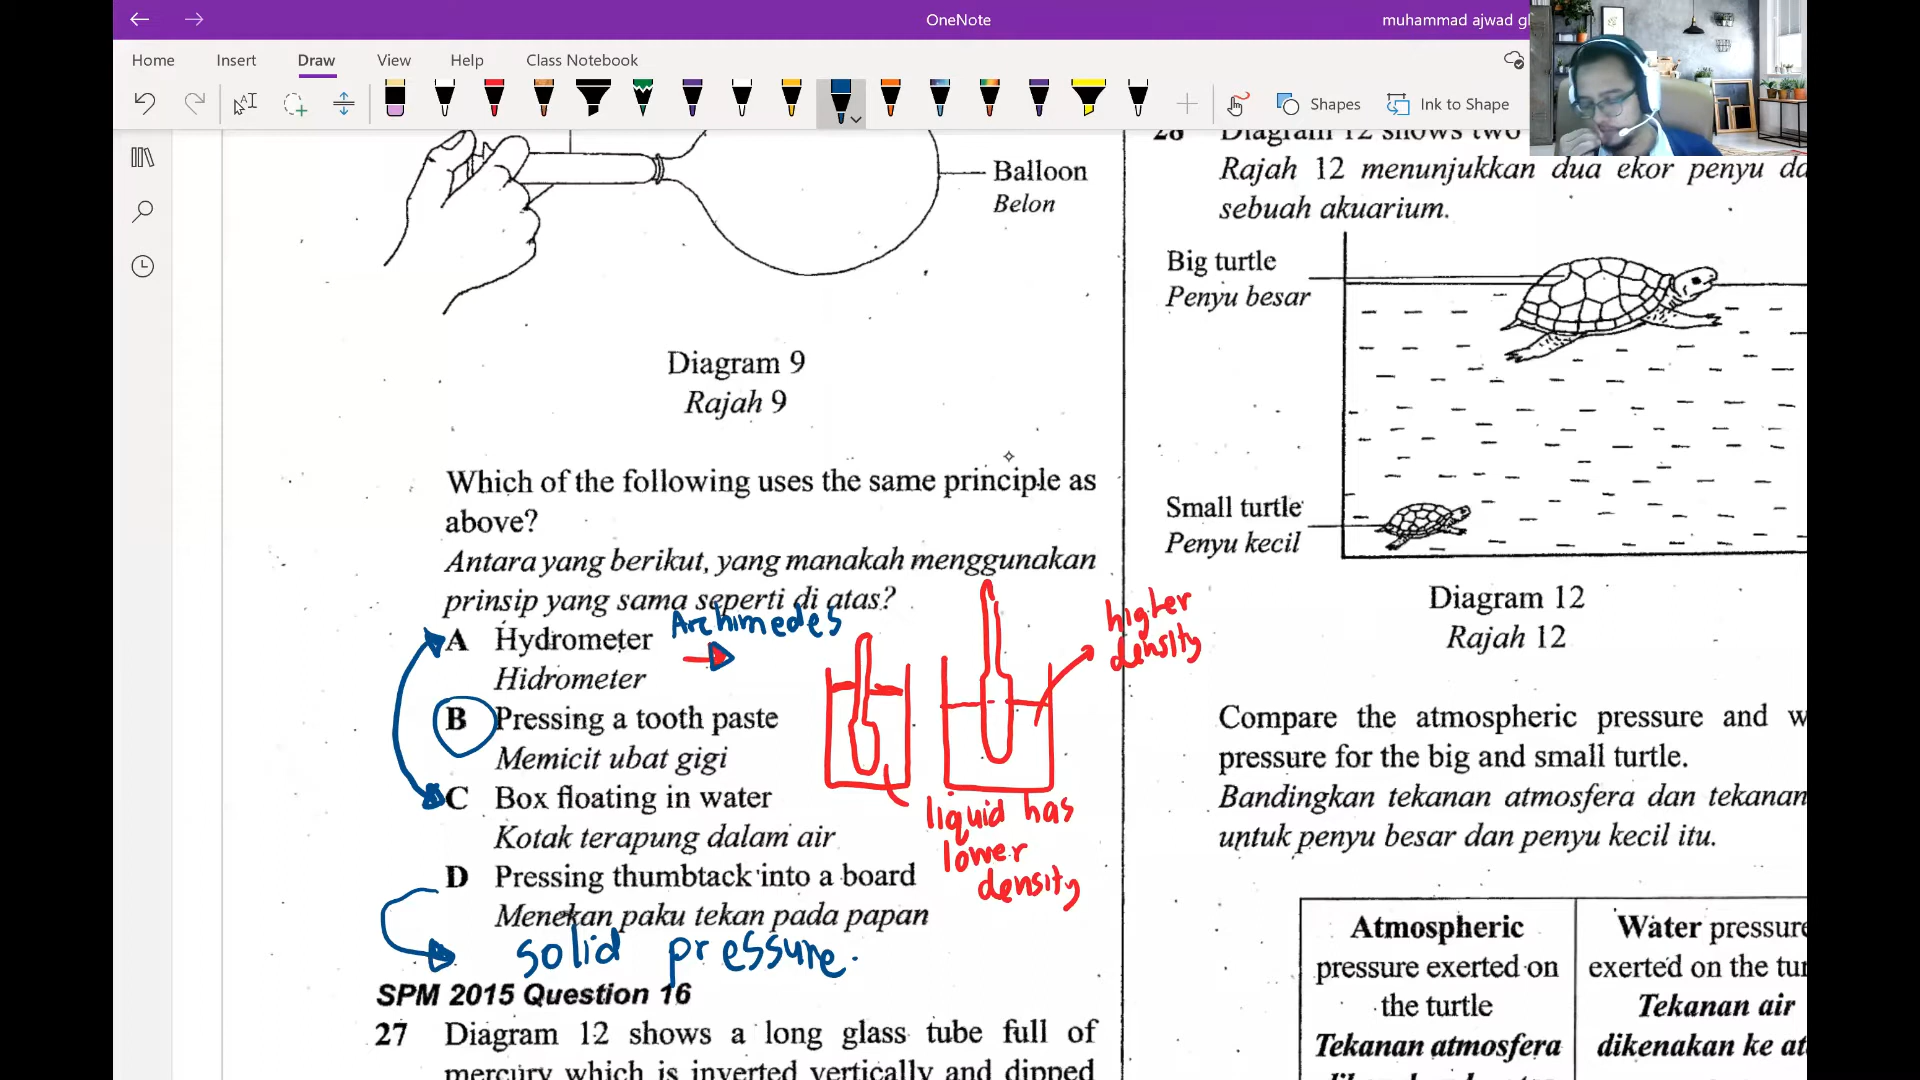 OneNote
muhammad ajwad
Home Insert Draw View Help Class Notebook
Shapes Ink to Shape
Balloon
Belon
Diagram 9
Rajah 9
Which of the following uses the same principle as
above?
Antara yang berikut, yang manakah menggunakan
prinsip yang sama seperti di atas?
Archimedes
A Hydrometer
Hidrometer
B Pressing a tooth paste
Memicit ubat gigi
C Box floating in water
Kotak terapung dalam air
D Pressing thumbtack into a board
Menekan paku tekan pada papan
solid pressure.
higher
density
liquid has
lower
density
SPM 2015 Question 16
27 Diagram 12 shows a long glass tube full of
mercury which is inverted vertically and dipped
28 Diagram 12 shows two
Rajah 12 menunjukkan dua ekor penyu
sebuah akuarium.
Big turtle
Penyu besar
Small turtle
Penyu kecil
Diagram 12
Rajah 12
Compare the atmospheric pressure and
pressure for the big and small turtle.
Bandingkan tekanan atmosfera dan tekanan
untuk penyu besar dan penyu kecil itu.
Atmospheric
pressure exerted on
the turtle
Tekanan atmosfera
Water pressure
exerted on the
Tekanan air
dikenakan ke